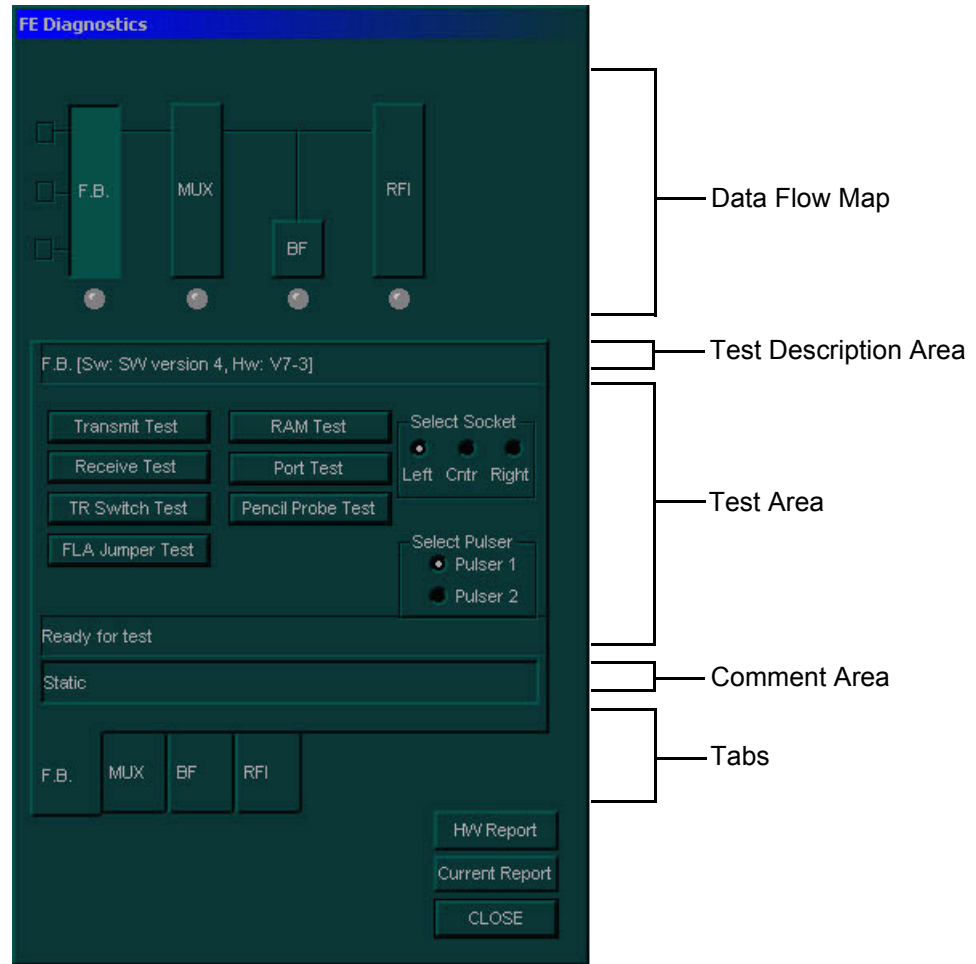 FE Diagnostics
F.B.
MUX
RFI
BF
Data Flow Map
F.B. [Sw: SW version 4, Hw: V7-3]
Test Description Area
Transmit Test
RAM Test
Select Socket
Receive Test
Port Test
Left Cntr Right
TR Switch Test
Pencil Probe Test
Test Area
FLA Jumper Test
Select Pulser
Pulser 1
Pulser 2
Ready for test
Static
Comment Area
F.B.
MUX
BF
RFI
Tabs
HW Report
Current Report
CLOSE